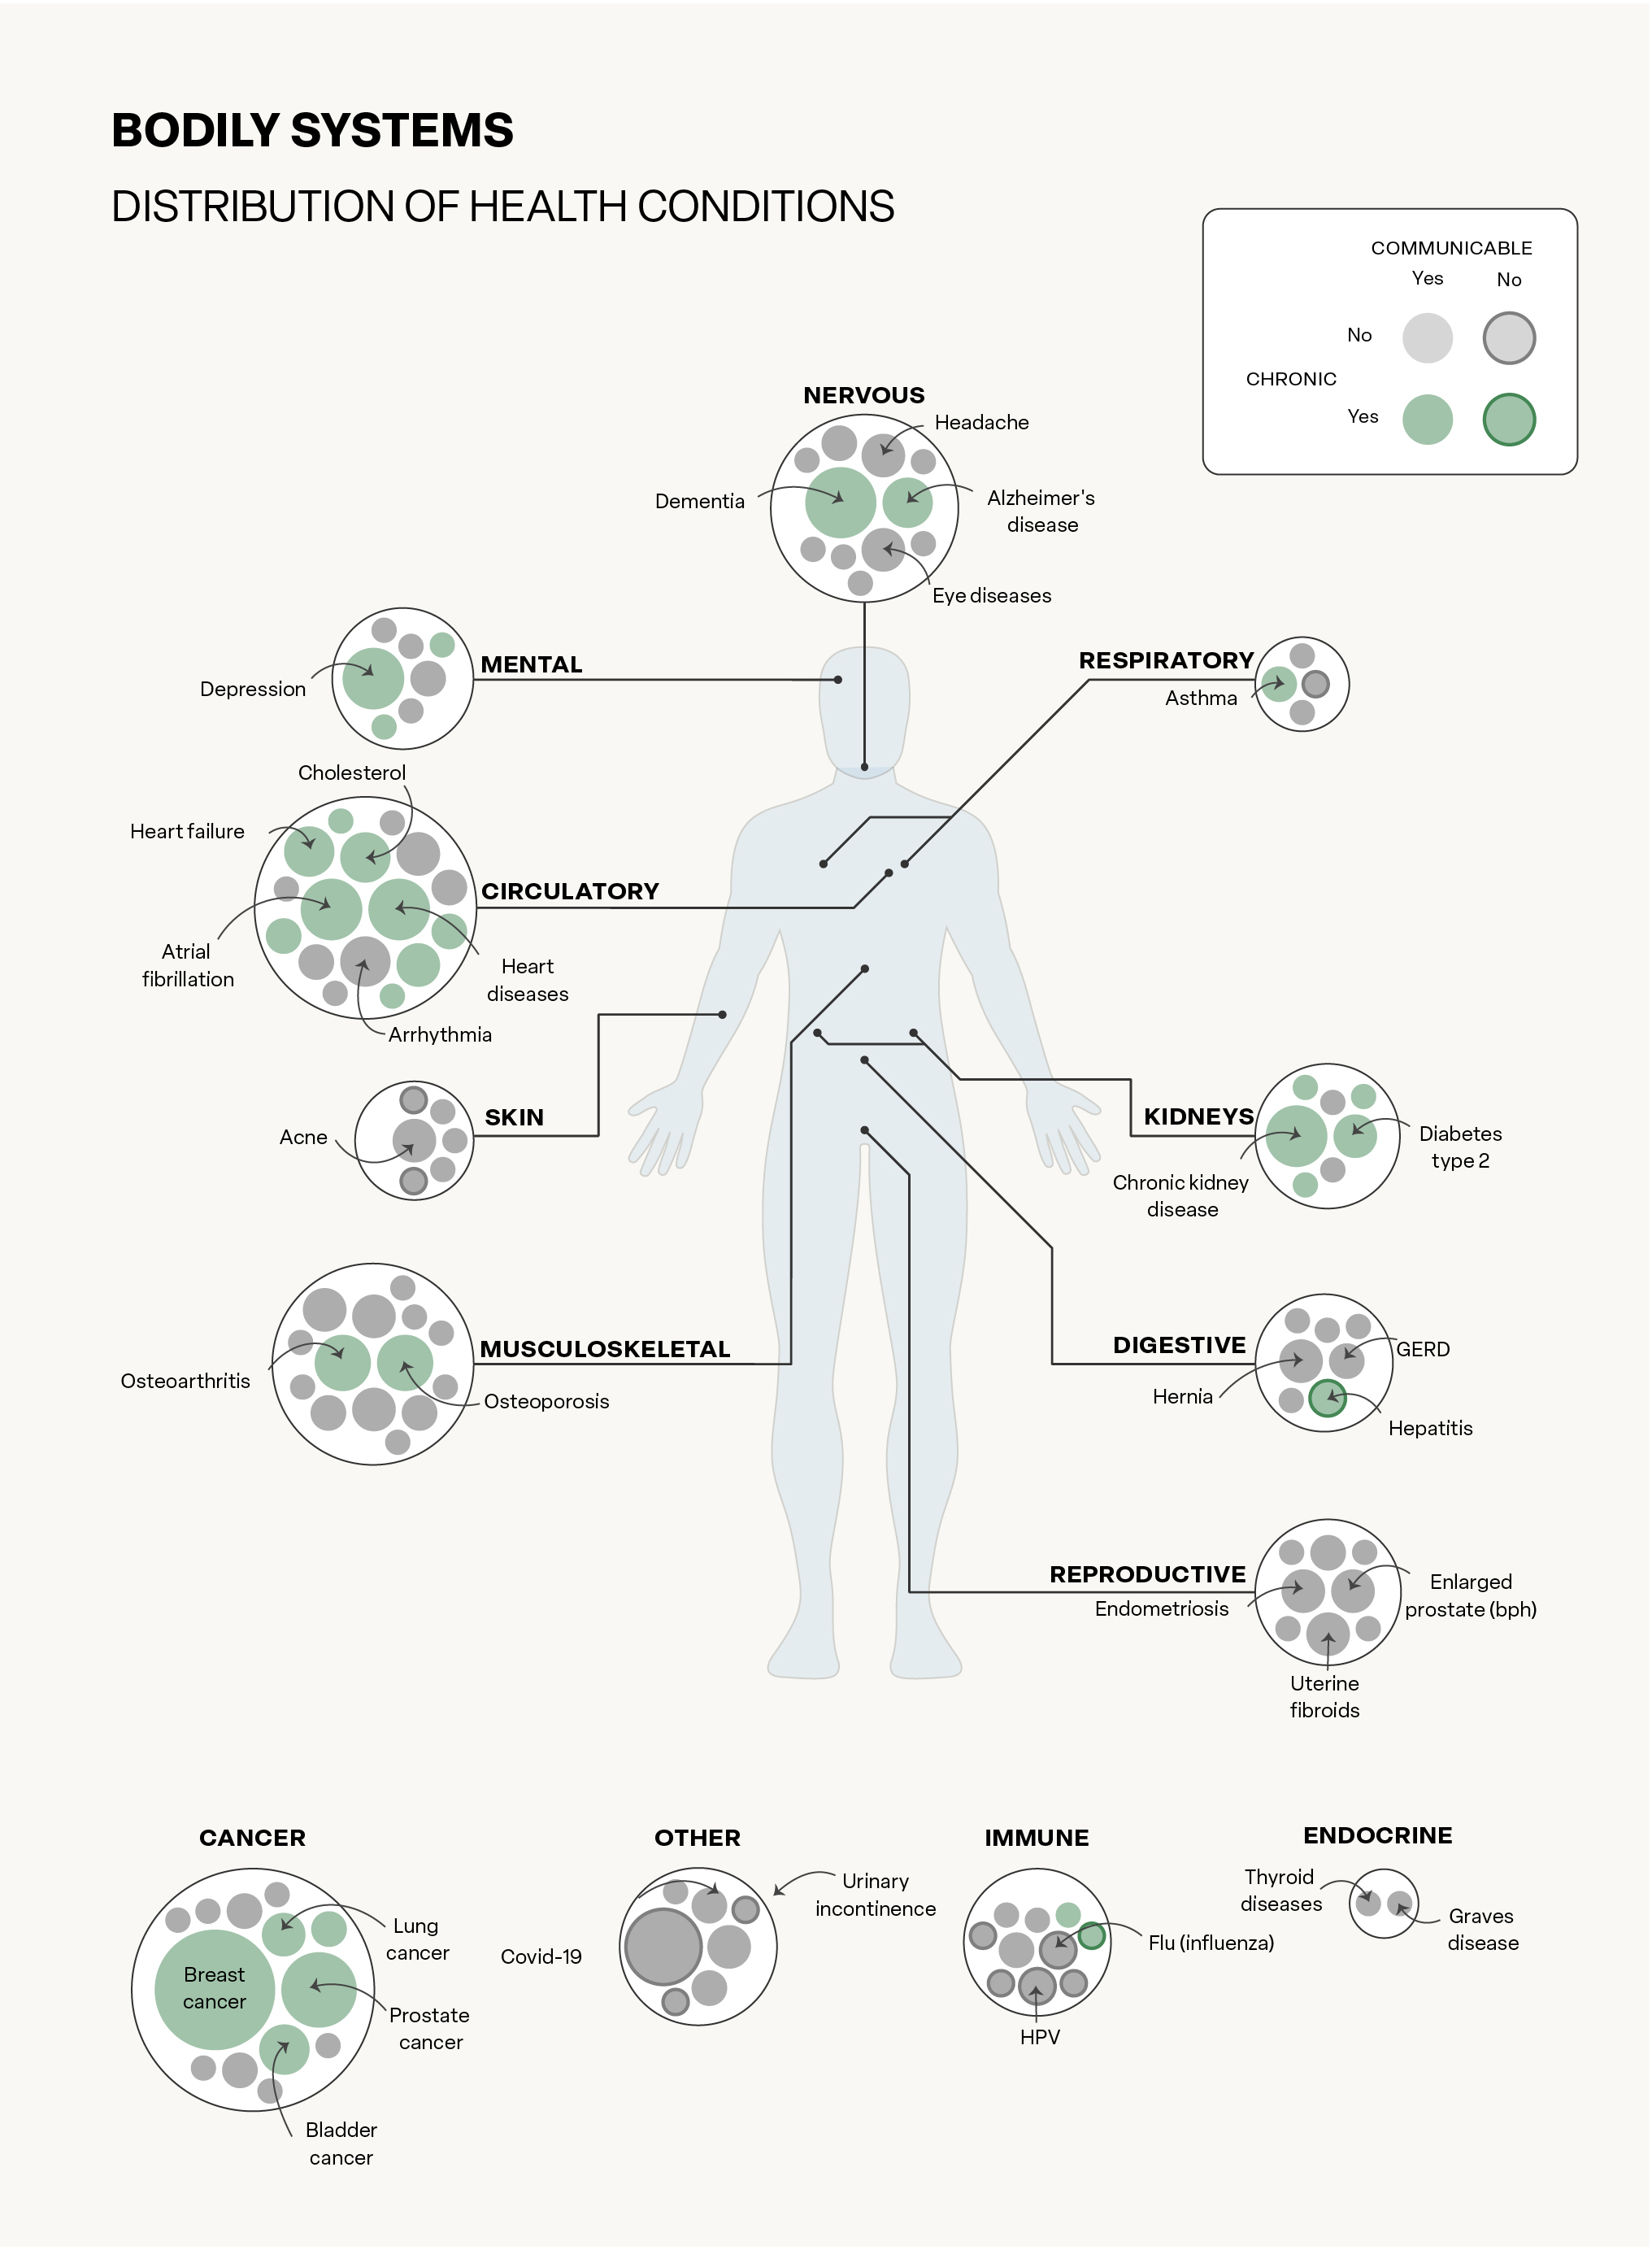 BODILY SYSTEMS
DISTRIBUTION OF HEALTH CONDITIONS
COMMUNICABLE
Yes
No
No
CHRONIC
Yes
NERVOUS
Headache
Dementia
Alzheimer's
disease
Eye diseases
MENTAL
Depression
RESPIRATORY
Asthma
Cholesterol
Heart failure
CIRCULATORY
Atrial
fibrillation
Heart
diseases
Arrhythmia
SKIN
Acne
KIDNEYS
Diabetes
type 2
Chronic kidney
disease
MUSCULOSKELETAL
Osteoarthritis
Osteoporosis
DIGESTIVE
GERD
Hernia
Hepatitis
REPRODUCTIVE
Endometriosis
Enlarged
prostate (bph)
Uterine
fibroids
CANCER
Lung
cancer
Breast
cancer
Prostate
cancer
Bladder
cancer
OTHER
Urinary
incontinence
Covid-19
IMMUNE
Flu (influenza)
HPV
ENDOCRINE
Thyroid
diseases
Graves
disease